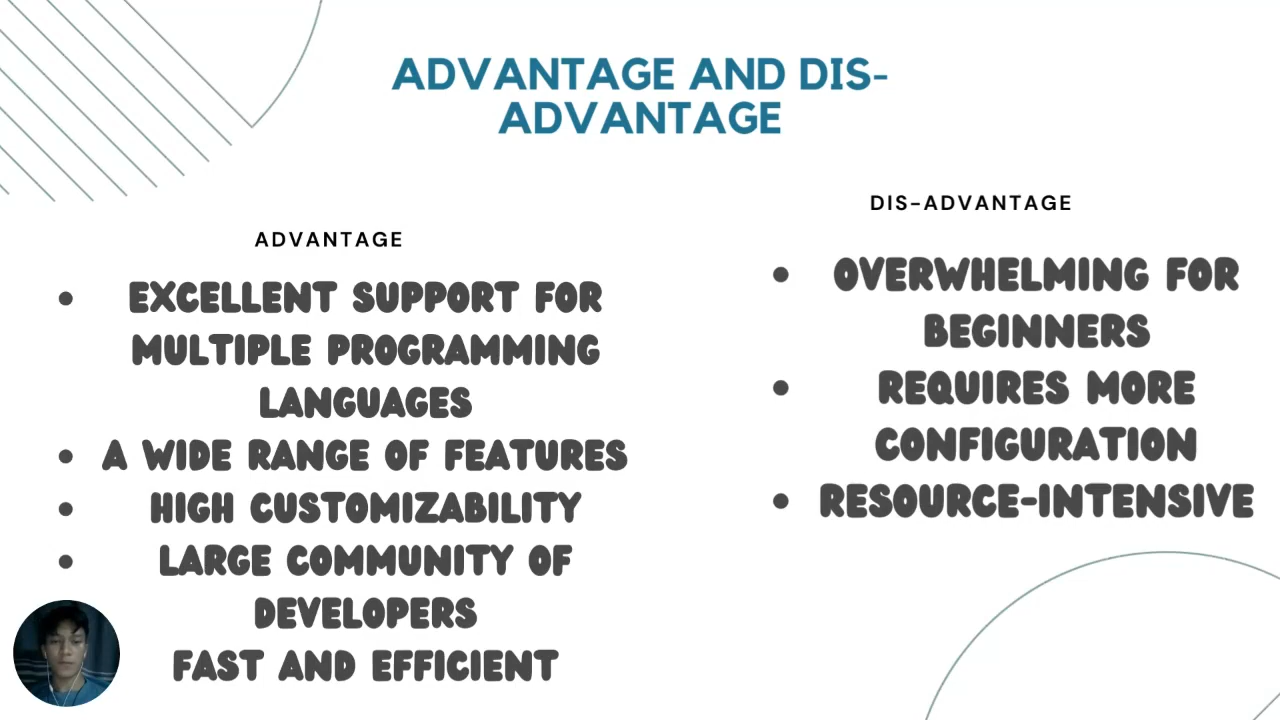 ADVANTAGE AND DIS-
ADVANTAGE
ADVANTAGE
EXCELLENT SUPPORT FOR
MULTIPLE PROGRAMMING
LANGUAGES
A WIDE RANGE OF FEATURES
HIGH CUSTOMIZABILITY
LARGE COMMUNITY OF
DEVELOPERS
FAST AND EFFICIENT
DIS-ADVANTAGE
OVERWHELMING FOR
BEGINNERS
REQUIRES MORE
CONFIGURATION
RESOURCE-INTENSIVE